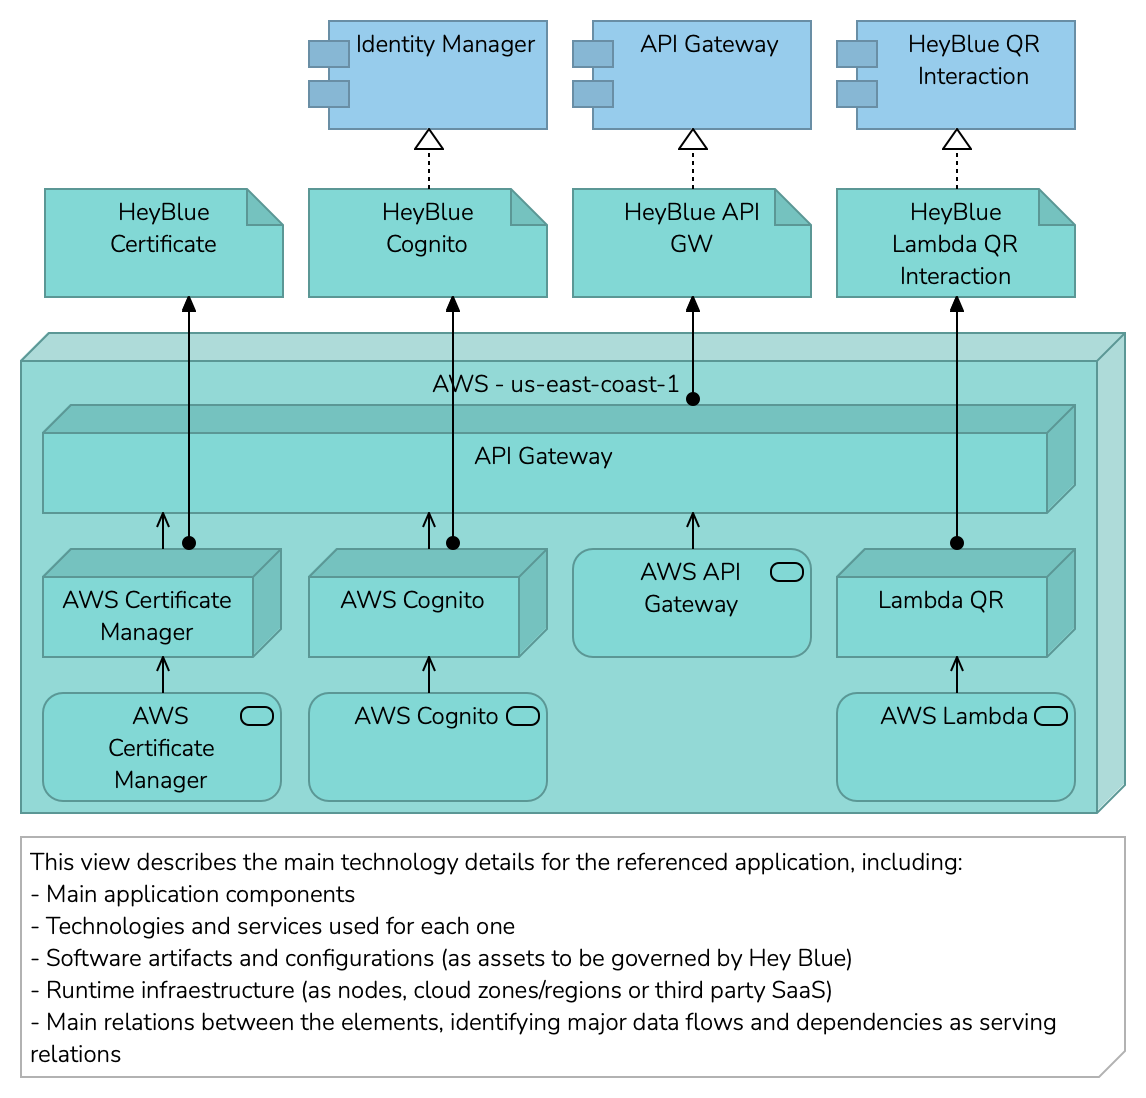 Identity Manager
API Gateway
HeyBlue QR
Interaction
HeyBlue
Certificate
HeyBlue
Cognito
HeyBlue API
GW
HeyBlue
Lambda QR
Interaction
AWS - us-east-coast-1
API Gateway
AWS Certificate
Manager
AWS Cognito
AWS API
Gateway
Lambda QR
AWS
Certificate
Manager
AWS Cognito
AWS Lambda
This view describes the main technology details for the referenced application, including:
- Main application components
- Technologies and services used for each one
- Software artifacts and configurations (as assets to be governed by Hey Blue)
- Runtime infraestructure (as nodes, cloud zones/regions or third party SaaS)
- Main relations between the elements, identifying major data flows and dependencies as serving
relations